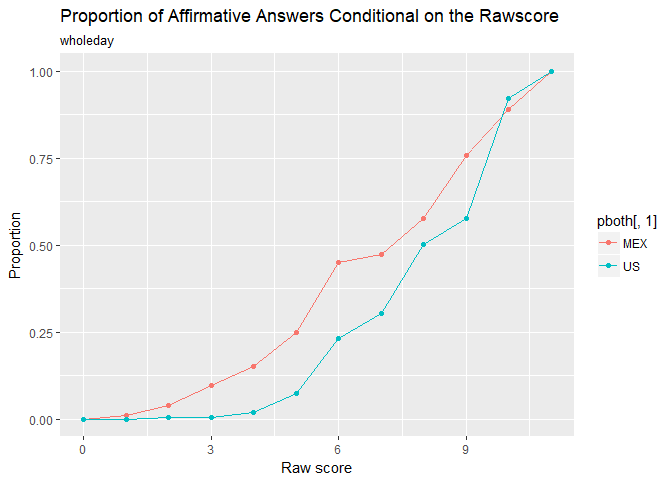 Proportion of Affirmative Answers Conditional on the Rawscore
wholeday
1.00
0.75
0.50
0.25
0.00
Proportion
0 3 6 9
Raw score
pboth[, 1]
MEX
US